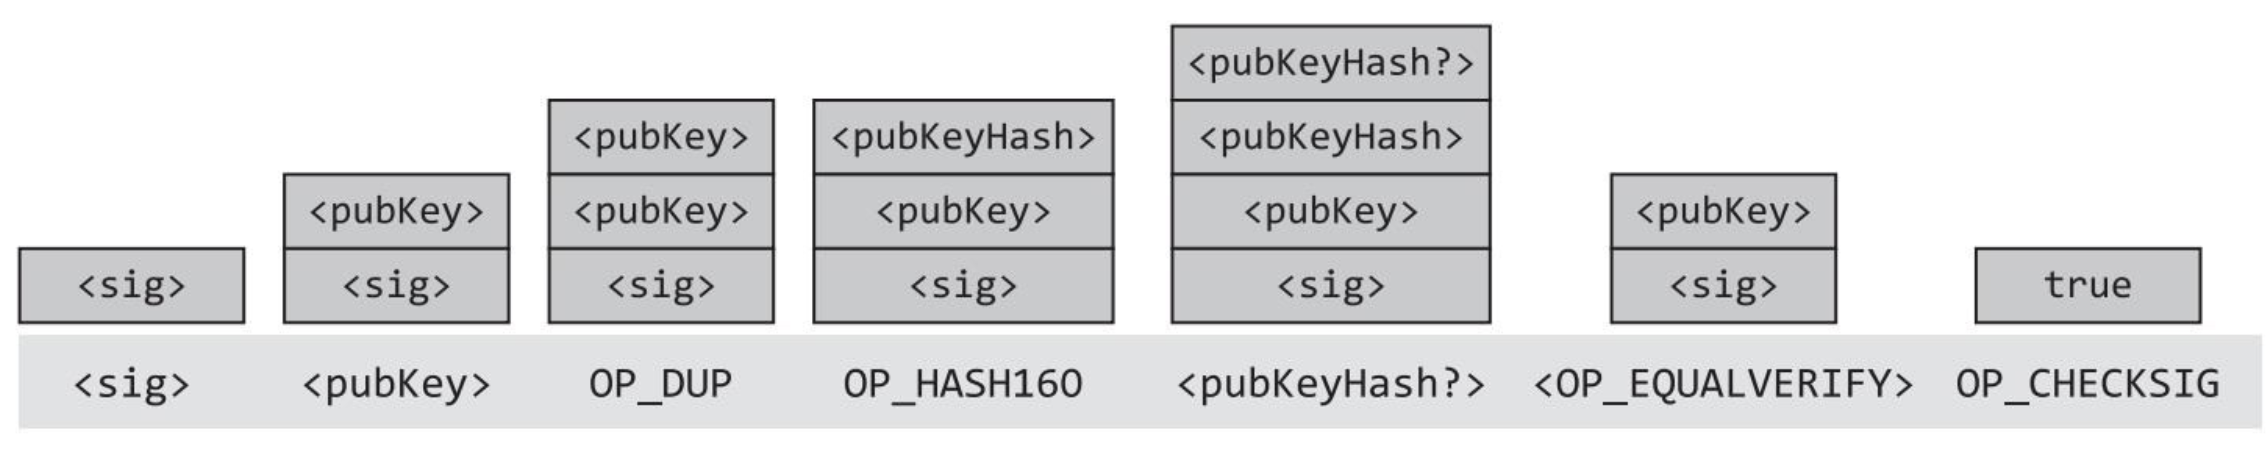 <pubKeyHash?>
<pubKey> <pubKeyHash> <pubKeyHash>
<pubKey> <pubKey> <pubKey> <pubKey> <pubKey>
<sig> <sig> <sig> <sig> <sig> <sig> true
<sig> <pubKey> OP_DUP OP_HASH160 <pubKeyHash?> <OP_EQUALVERIFY> OP_CHECKSIG